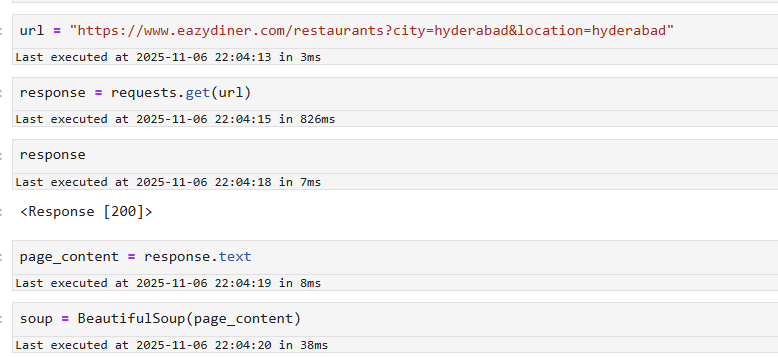 url = "https://www.eazydiner.com/restaurants?city=hyderabad&location=hyderabad"
Last executed at 2025-11-06 22:04:13 in 3ms
response = requests.get(url)
Last executed at 2025-11-06 22:04:15 in 826ms
response
Last executed at 2025-11-06 22:04:18 in 7ms
<Response [200]>
page_content = response.text
Last executed at 2025-11-06 22:04:19 in 8ms
soup = BeautifulSoup(page_content)
Last executed at 2025-11-06 22:04:20 in 38ms